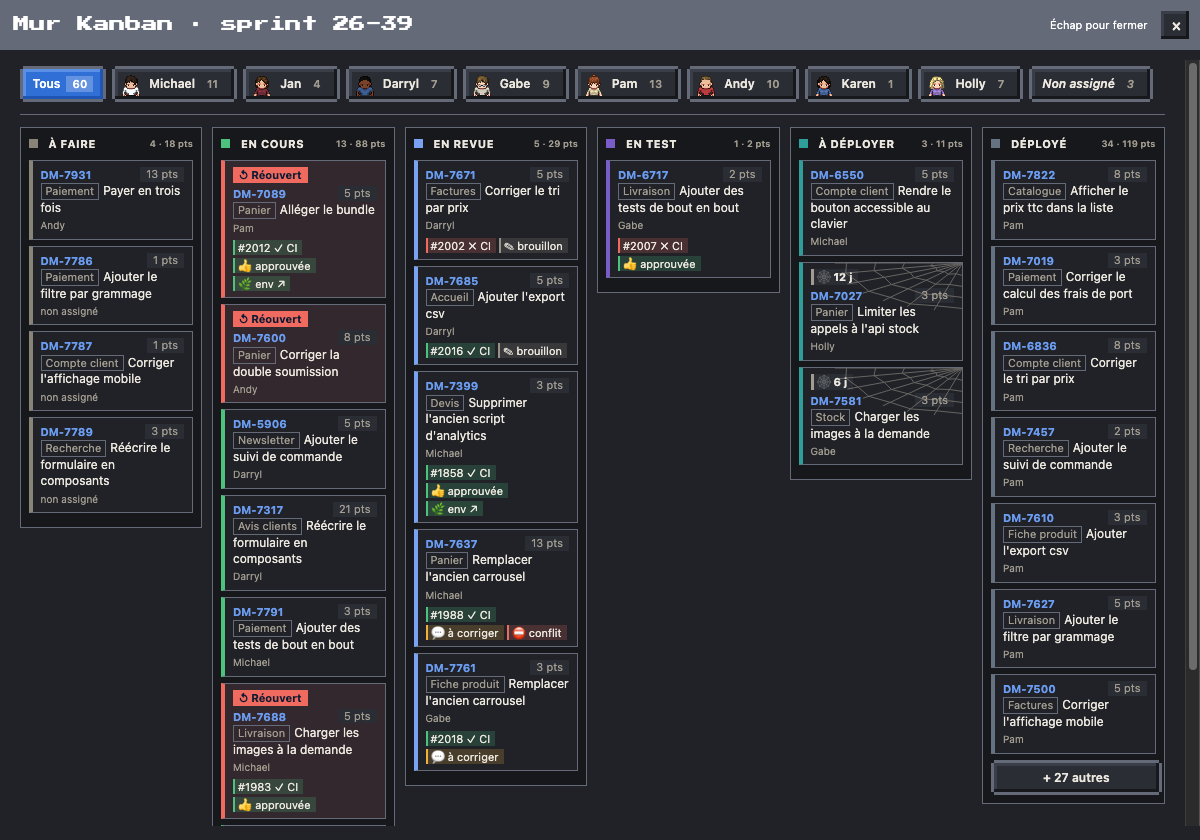 Mur Kanban · sprint 26-39
Échap pour fermer ×
Tous 60
Michael 11
Jan 4
Darryl 7
Gabe 9
Pam 13
Andy 10
Karen 1
Holly 7
Non assigné 3
À FAIRE 4 · 18 pts
DM-7931 13 pts
Paiement Payer en trois
fois
Andy
DM-7786 1 pts
Paiement Ajouter le
filtre par grammage
non assigné
DM-7787 1 pts
Compte client Corriger
l'affichage mobile
non assigné
DM-7789 3 pts
Recherche Réécrire le
formulaire en
composants
non assigné
EN COURS 13 · 88 pts
↺ Réouvert
DM-7089 5 pts
Panier Alléger le bundle
Pam
#2012 ✓ CI
👍 approuvée
🌿 env ↗
↺ Réouvert
DM-7600 8 pts
Panier Corriger la
double soumission
Andy
DM-5906 5 pts
Newsletter Ajouter le
suivi de commande
Darryl
DM-7317 21 pts
Avis clients Réécrire le
formulaire en
composants
Darryl
DM-7791 3 pts
Paiement Ajouter des
tests de bout en bout
Michael
↺ Réouvert
DM-7688 5 pts
Livraison Charger les
images à la demande
Michael
#1983 ✓ CI
👍 approuvée
EN REVUE 5 · 29 pts
DM-7671 5 pts
Factures Corriger le tri
par prix
Darryl
#2002 ✕ CI ✎ brouillon
DM-7685 5 pts
Accueil Ajouter l'export
csv
Darryl
#2016 ✓ CI ✎ brouillon
DM-7399 3 pts
Devis Supprimer
l'ancien script
d'analytics
Michael
#1858 ✓ CI
👍 approuvée
🌿 env ↗
DM-7637 13 pts
Panier Remplacer
l'ancien carrousel
Michael
#1988 ✓ CI
💬 à corriger ⛔ conflit
DM-7761 3 pts
Fiche produit Remplacer
l'ancien carrousel
Gabe
#2018 ✓ CI
💬 à corriger
EN TEST 1 · 2 pts
DM-6717 2 pts
Livraison Ajouter des
tests de bout en bout
Gabe
#2007 ✕ CI
👍 approuvée
À DÉPLOYER 3 · 11 pts
DM-6550 5 pts
Compte client Rendre le
bouton accessible au
clavier
Michael
🕸 12 j
DM-7027 3 pts
Panier Limiter les
appels à l'api stock
Holly
🕸 6 j
DM-7581 3 pts
Stock Charger les
images à la demande
Gabe
DÉPLOYÉ 34 · 119 pts
DM-7822 8 pts
Catalogue Afficher le
prix ttc dans la liste
Pam
DM-7019 3 pts
Paiement Corriger le
calcul des frais de port
Pam
DM-6836 8 pts
Compte client Corriger
le tri par prix
Pam
DM-7457 2 pts
Recherche Ajouter le
suivi de commande
Pam
DM-7610 3 pts
Fiche produit Ajouter
l'export csv
Pam
DM-7627 5 pts
Livraison Ajouter le
filtre par grammage
Pam
DM-7500 5 pts
Factures Corriger
l'affichage mobile
Pam
+ 27 autres